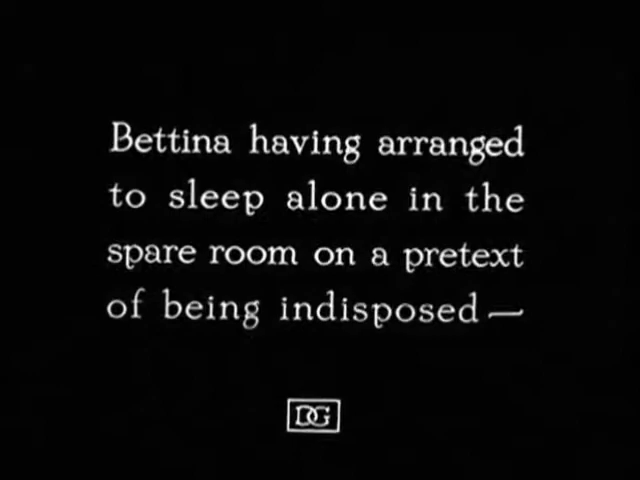 Bettina having arranged
to sleep alone in the
spare room on a pretext
of being indisposed —
DG